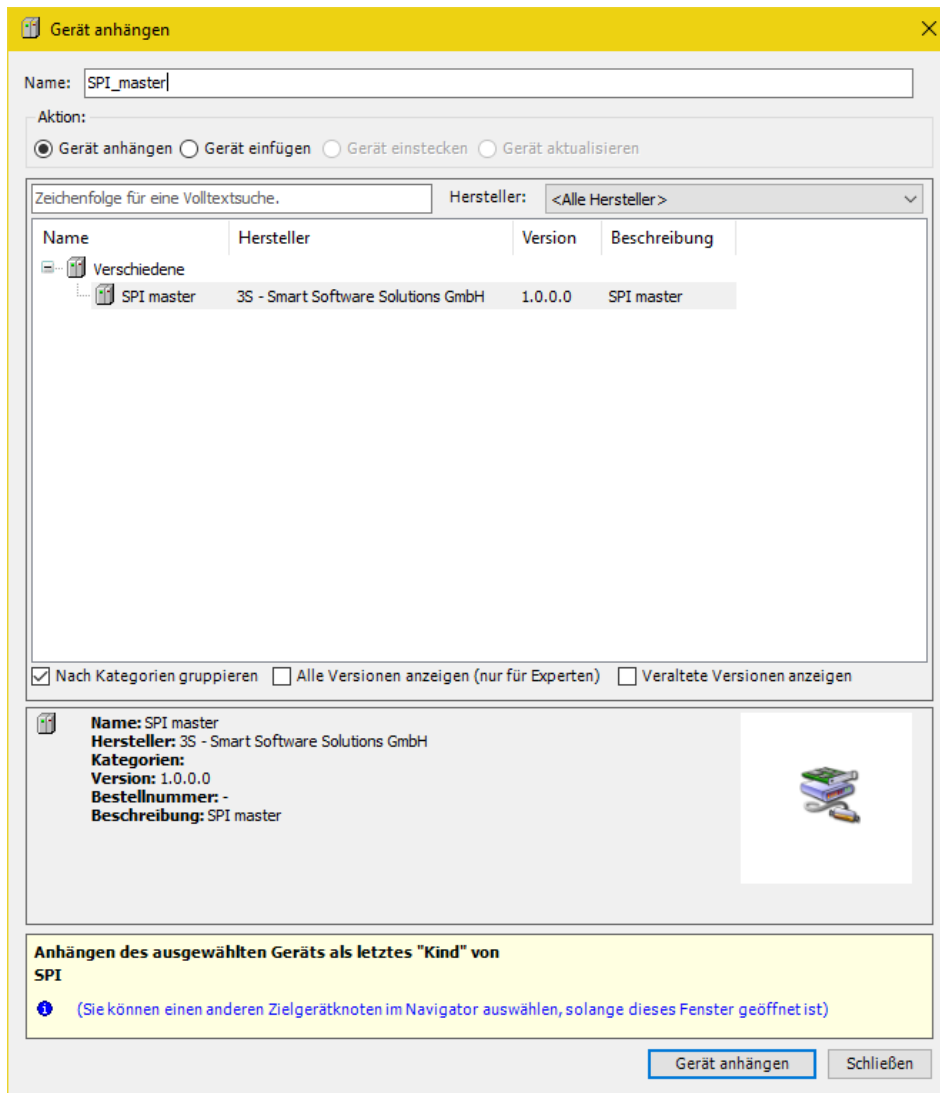 Gerät anhängen
Name: SPI_master
Aktion:
Gerät anhängen Gerät einfügen Gerät einstecken Gerät aktualisieren
Zeichenfolge für eine Volltextsuche. Hersteller: <Alle Hersteller>
Name Hersteller Version Beschreibung
Verschiedene
SPI master 3S - Smart Software Solutions GmbH 1.0.0.0 SPI master
Nach Kategorien gruppieren Alle Versionen anzeigen (nur für Experten) Veraltete Versionen anzeigen
Name: SPI master
Hersteller: 3S - Smart Software Solutions GmbH
Kategorien:
Version: 1.0.0.0
Bestellnummer: -
Beschreibung: SPI master
Anhängen des ausgewählten Geräts als letztes "Kind" von
SPI
(Sie können einen anderen Zielgerätknoten im Navigator auswählen, solange dieses Fenster geöffnet ist)
Gerät anhängen Schließen